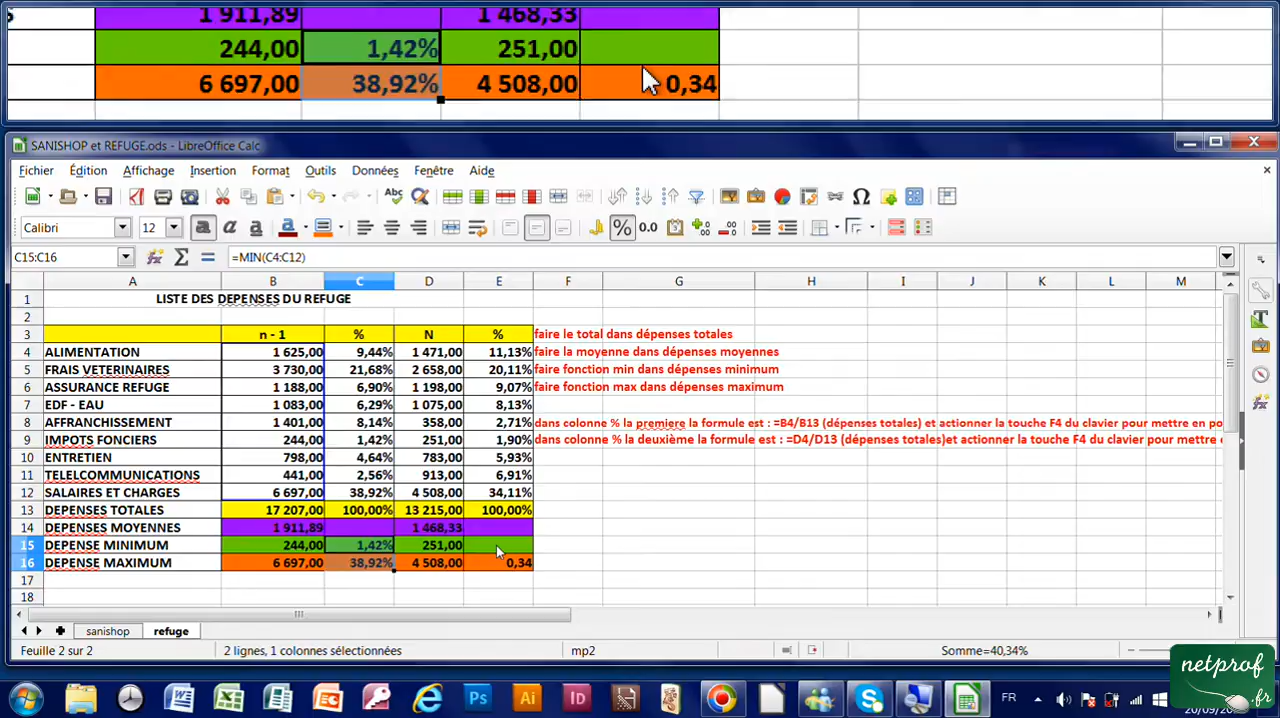 1 911,89 1 468,33
244,00 1,42% 251,00
6 697,00 38,92% 4 508,00 0,34
SANISHOP et REFUGE.ods - LibreOffice Calc
Fichier Édition Affichage Insertion Format Outils Données Fenêtre Aide
Calibri 12 a a a % 0.0
C15:C16 =MIN(C4:C12)
A B C D E F G H I J K L M
1 LISTE DES DEPENSES DU REFUGE
2
3 n - 1 % N % faire le total dans dépenses totales
4 ALIMENTATION 1 625,00 9,44% 1 471,00 11,13% faire la moyenne dans dépenses moyennes
5 FRAIS VETERINAIRES 3 730,00 21,68% 2 658,00 20,11% faire fonction min dans dépenses minimum
6 ASSURANCE REFUGE 1 188,00 6,90% 1 198,00 9,07% faire fonction max dans dépenses maximum
7 EDF - EAU 1 083,00 6,29% 1 075,00 8,13%
8 AFFRANCHISSEMENT 1 401,00 8,14% 358,00 2,71% dans colonne % la premiere la formule est : =B4/B13 (dépenses totales) et actionner la touche F4 du clavier pour mettre en po
9 IMPOTS FONCIERS 244,00 1,42% 251,00 1,90% dans colonne % la deuxième la formule est : =D4/D13 (dépenses totales)et actionner la touche F4 du clavier pour mettre e
10 ENTRETIEN 798,00 4,64% 783,00 5,93%
11 TELELCOMMUNICATIONS 441,00 2,56% 913,00 6,91%
12 SALAIRES ET CHARGES 6 697,00 38,92% 4 508,00 34,11%
13 DEPENSES TOTALES 17 207,00 100,00% 13 215,00 100,00%
14 DEPENSES MOYENNES 1 911,89 1 468,33
15 DEPENSE MINIMUM 244,00 1,42% 251,00
16 DEPENSE MAXIMUM 6 697,00 38,92% 4 508,00 0,34
17
18
sanishop refuge
Feuille 2 sur 2 2 lignes, 1 colonnes sélectionnées mp2 Somme=40,34%
netprof
.fr
Ps Ai ID FR